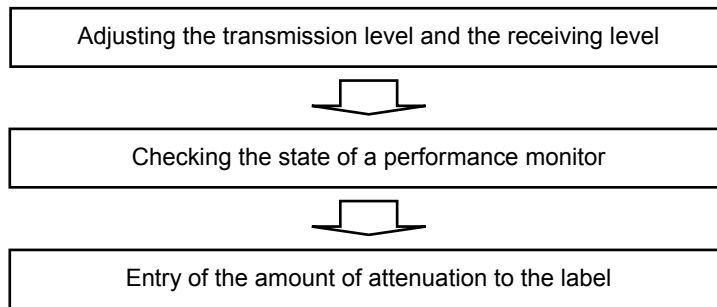 Adjusting the transmission level and the receiving level
Checking the state of a performance monitor
Entry of the amount of attenuation to the label